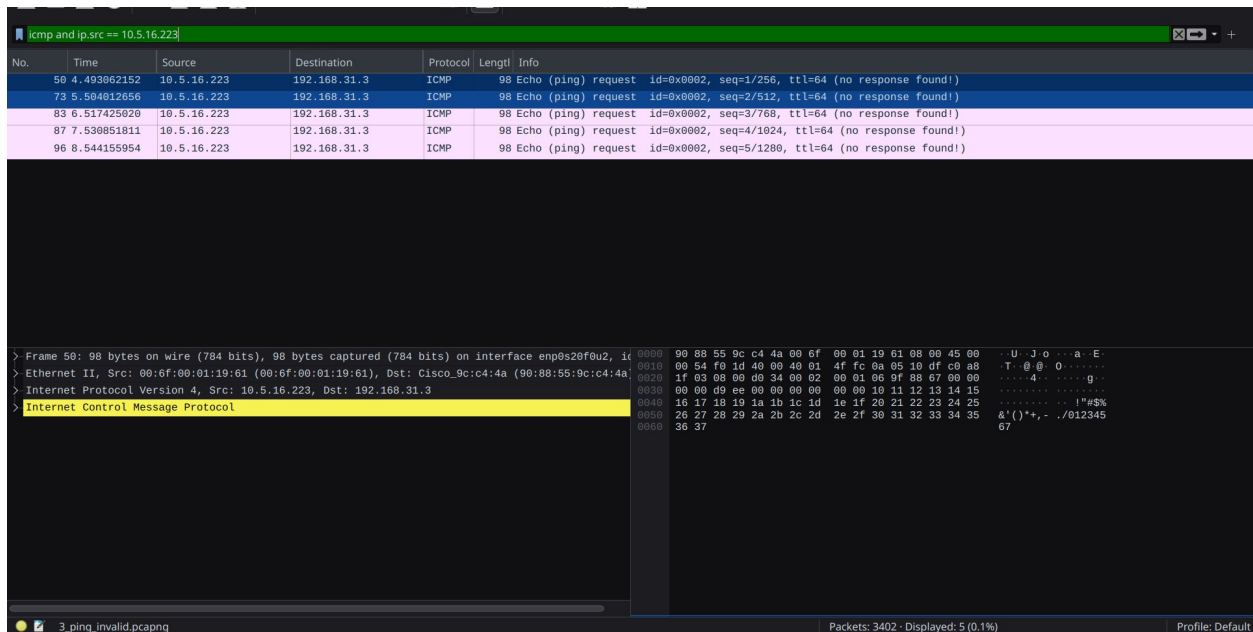 icmp and ip.src == 10.5.16.223
No. Time Source Destination Protocol Lengtl Info
50 4.493062152 10.5.16.223 192.168.31.3 ICMP 98 Echo (ping) request id=0x0002, seq=1/256, ttl=64 (no response found!)
73 5.504012656 10.5.16.223 192.168.31.3 ICMP 98 Echo (ping) request id=0x0002, seq=2/512, ttl=64 (no response found!)
83 6.517425020 10.5.16.223 192.168.31.3 ICMP 98 Echo (ping) request id=0x0002, seq=3/768, ttl=64 (no response found!)
87 7.530851811 10.5.16.223 192.168.31.3 ICMP 98 Echo (ping) request id=0x0002, seq=4/1024, ttl=64 (no response found!)
96 8.544155954 10.5.16.223 192.168.31.3 ICMP 98 Echo (ping) request id=0x0002, seq=5/1280, ttl=64 (no response found!)
Frame 50: 98 bytes on wire (784 bits), 98 bytes captured (784 bits) on interface enp0s20f0u2, id
Ethernet II, Src: 00:6f:00:01:19:61 (00:6f:00:01:19:61), Dst: Cisco_9c:c4:4a (90:88:55:9c:c4:4a
Internet Protocol Version 4, Src: 10.5.16.223, Dst: 192.168.31.3
Internet Control Message Protocol
0000 90 88 55 9c c4 4a 00 6f 00 01 19 61 08 00 45 00 ··U··J·o ···a··E·
0010 00 54 f0 1d 40 00 40 01 4f fc 0a 05 10 df c0 a8 ·T··@·@· O·······
0020 1f 03 08 00 d0 34 00 02 00 01 06 9f 88 67 00 00 ·····4·· ·····g··
0030 00 00 d9 ee 00 00 00 00 00 00 10 11 12 13 14 15 ········ ········
0040 16 17 18 19 1a 1b 1c 1d 1e 1f 20 21 22 23 24 25 ········ ·· !"#$%
0050 26 27 28 29 2a 2b 2c 2d 2e 2f 30 31 32 33 34 35 &'()*+,- ./012345
0060 36 37 67
3_ping_invalid.pcapng Packets: 3402 · Displayed: 5 (0.1%) Profile: Default